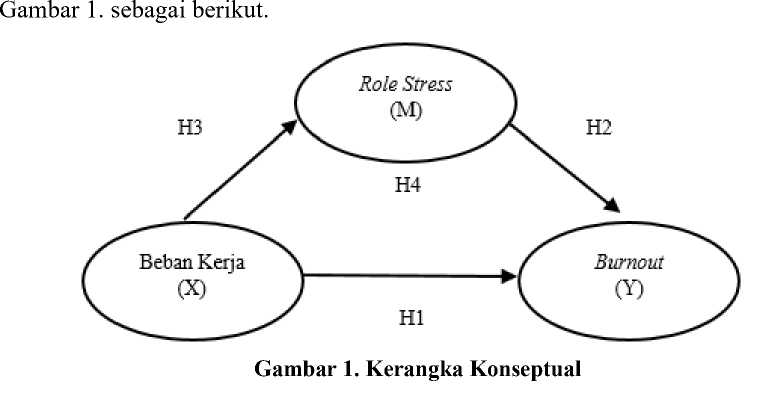 Gambar 1. sebagai berikut.
Role Stress
(M)
H3
H2
H4
Beban Kerja
(X)
Burnout
(Y)
H1
Gambar 1. Kerangka Konseptual